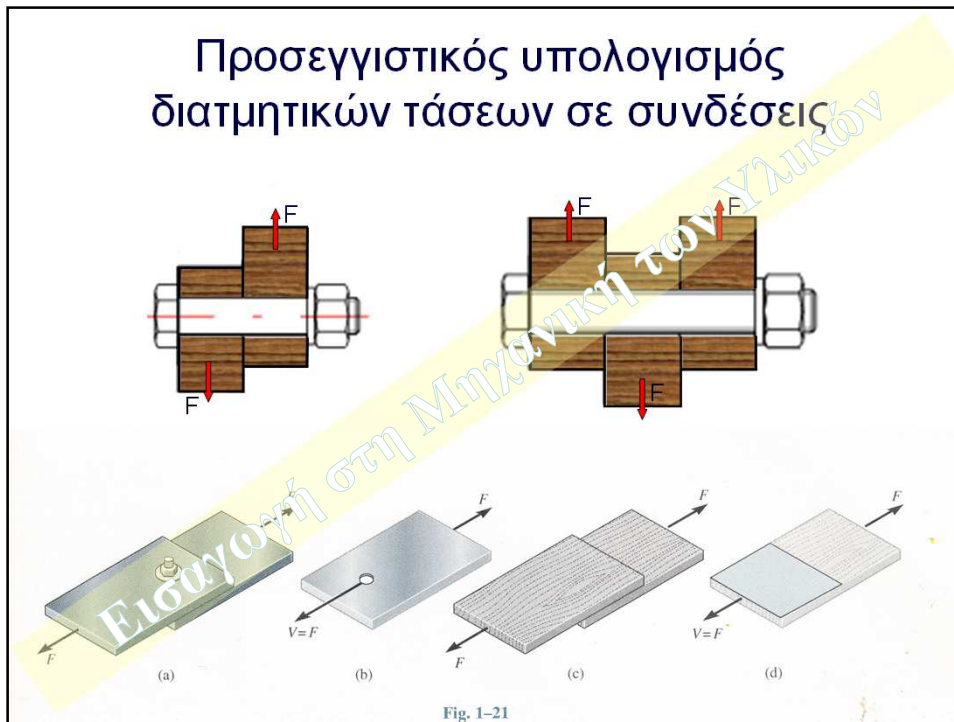 Προσεγγιστικός υπολογισμός
διατμητικών τάσεων σε συνδέσεις
F
F
F
F
F
Εισαγωγή στη Μηχανική των Υλικών
F
F
(a)
F
V = F
(b)
F
F
(c)
F
V = F
(d)
Fig. 1–21